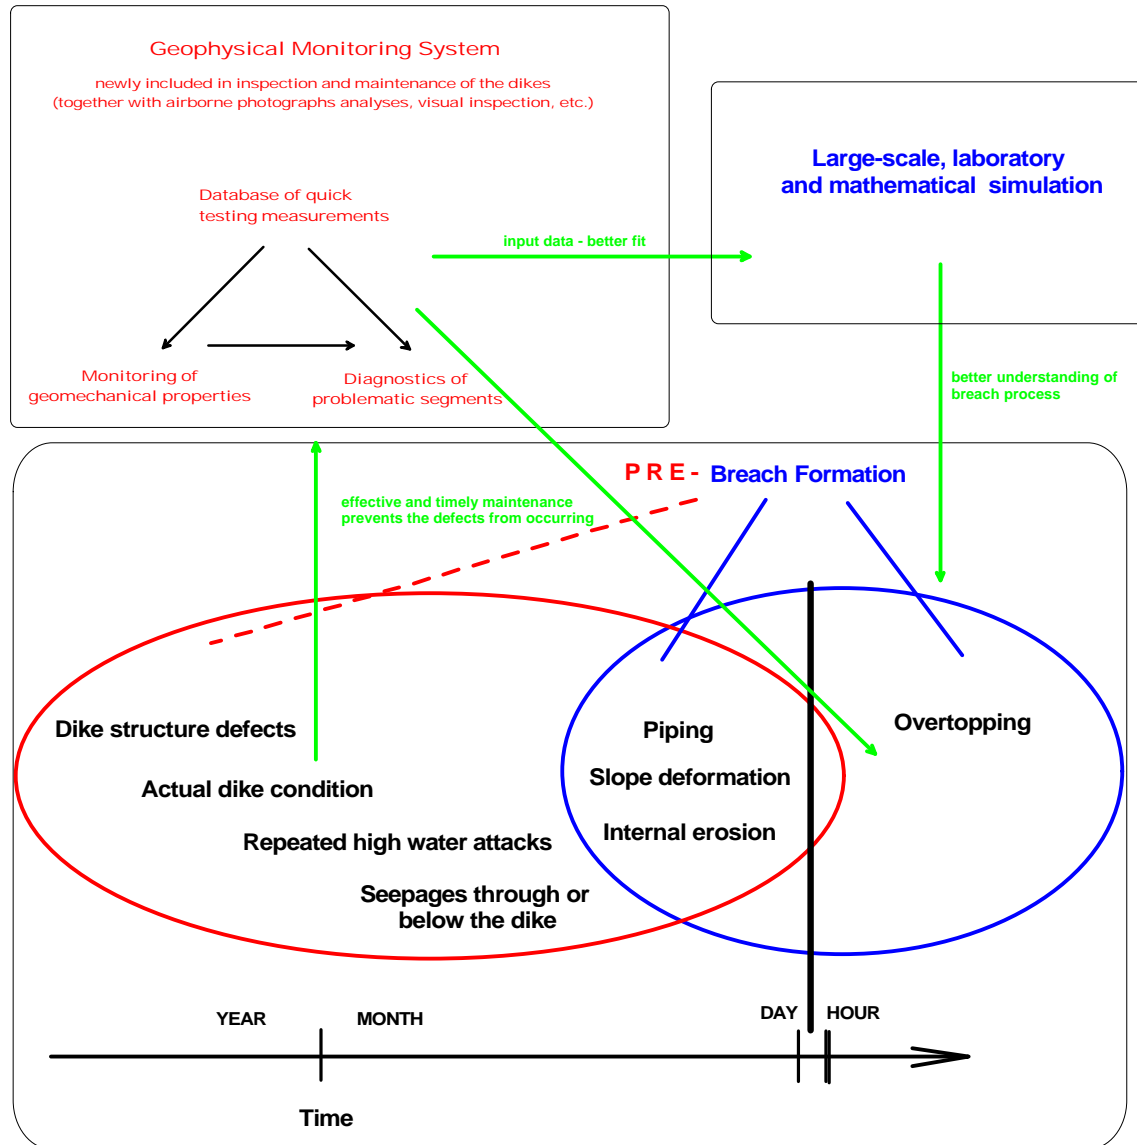 Geophysical Monitoring System
newly included in inspection and maintenance of the dikes
(together with airborne photographs analyses, visual inspection, etc.)
Database of quick
testing measurements
Monitoring of
geomechanical properties
Diagnostics of
problematic segments
input data - better fit
Large-scale, laboratory
and mathematical simulation
better understanding of
breach process
effective and timely maintenance
prevents the defects from occurring
P R E - Breach Formation
Dike structure defects
Actual dike condition
Repeated high water attacks
Seepages through or
below the dike
Piping
Slope deformation
Internal erosion
Overtopping
YEAR MONTH DAY HOUR
Time